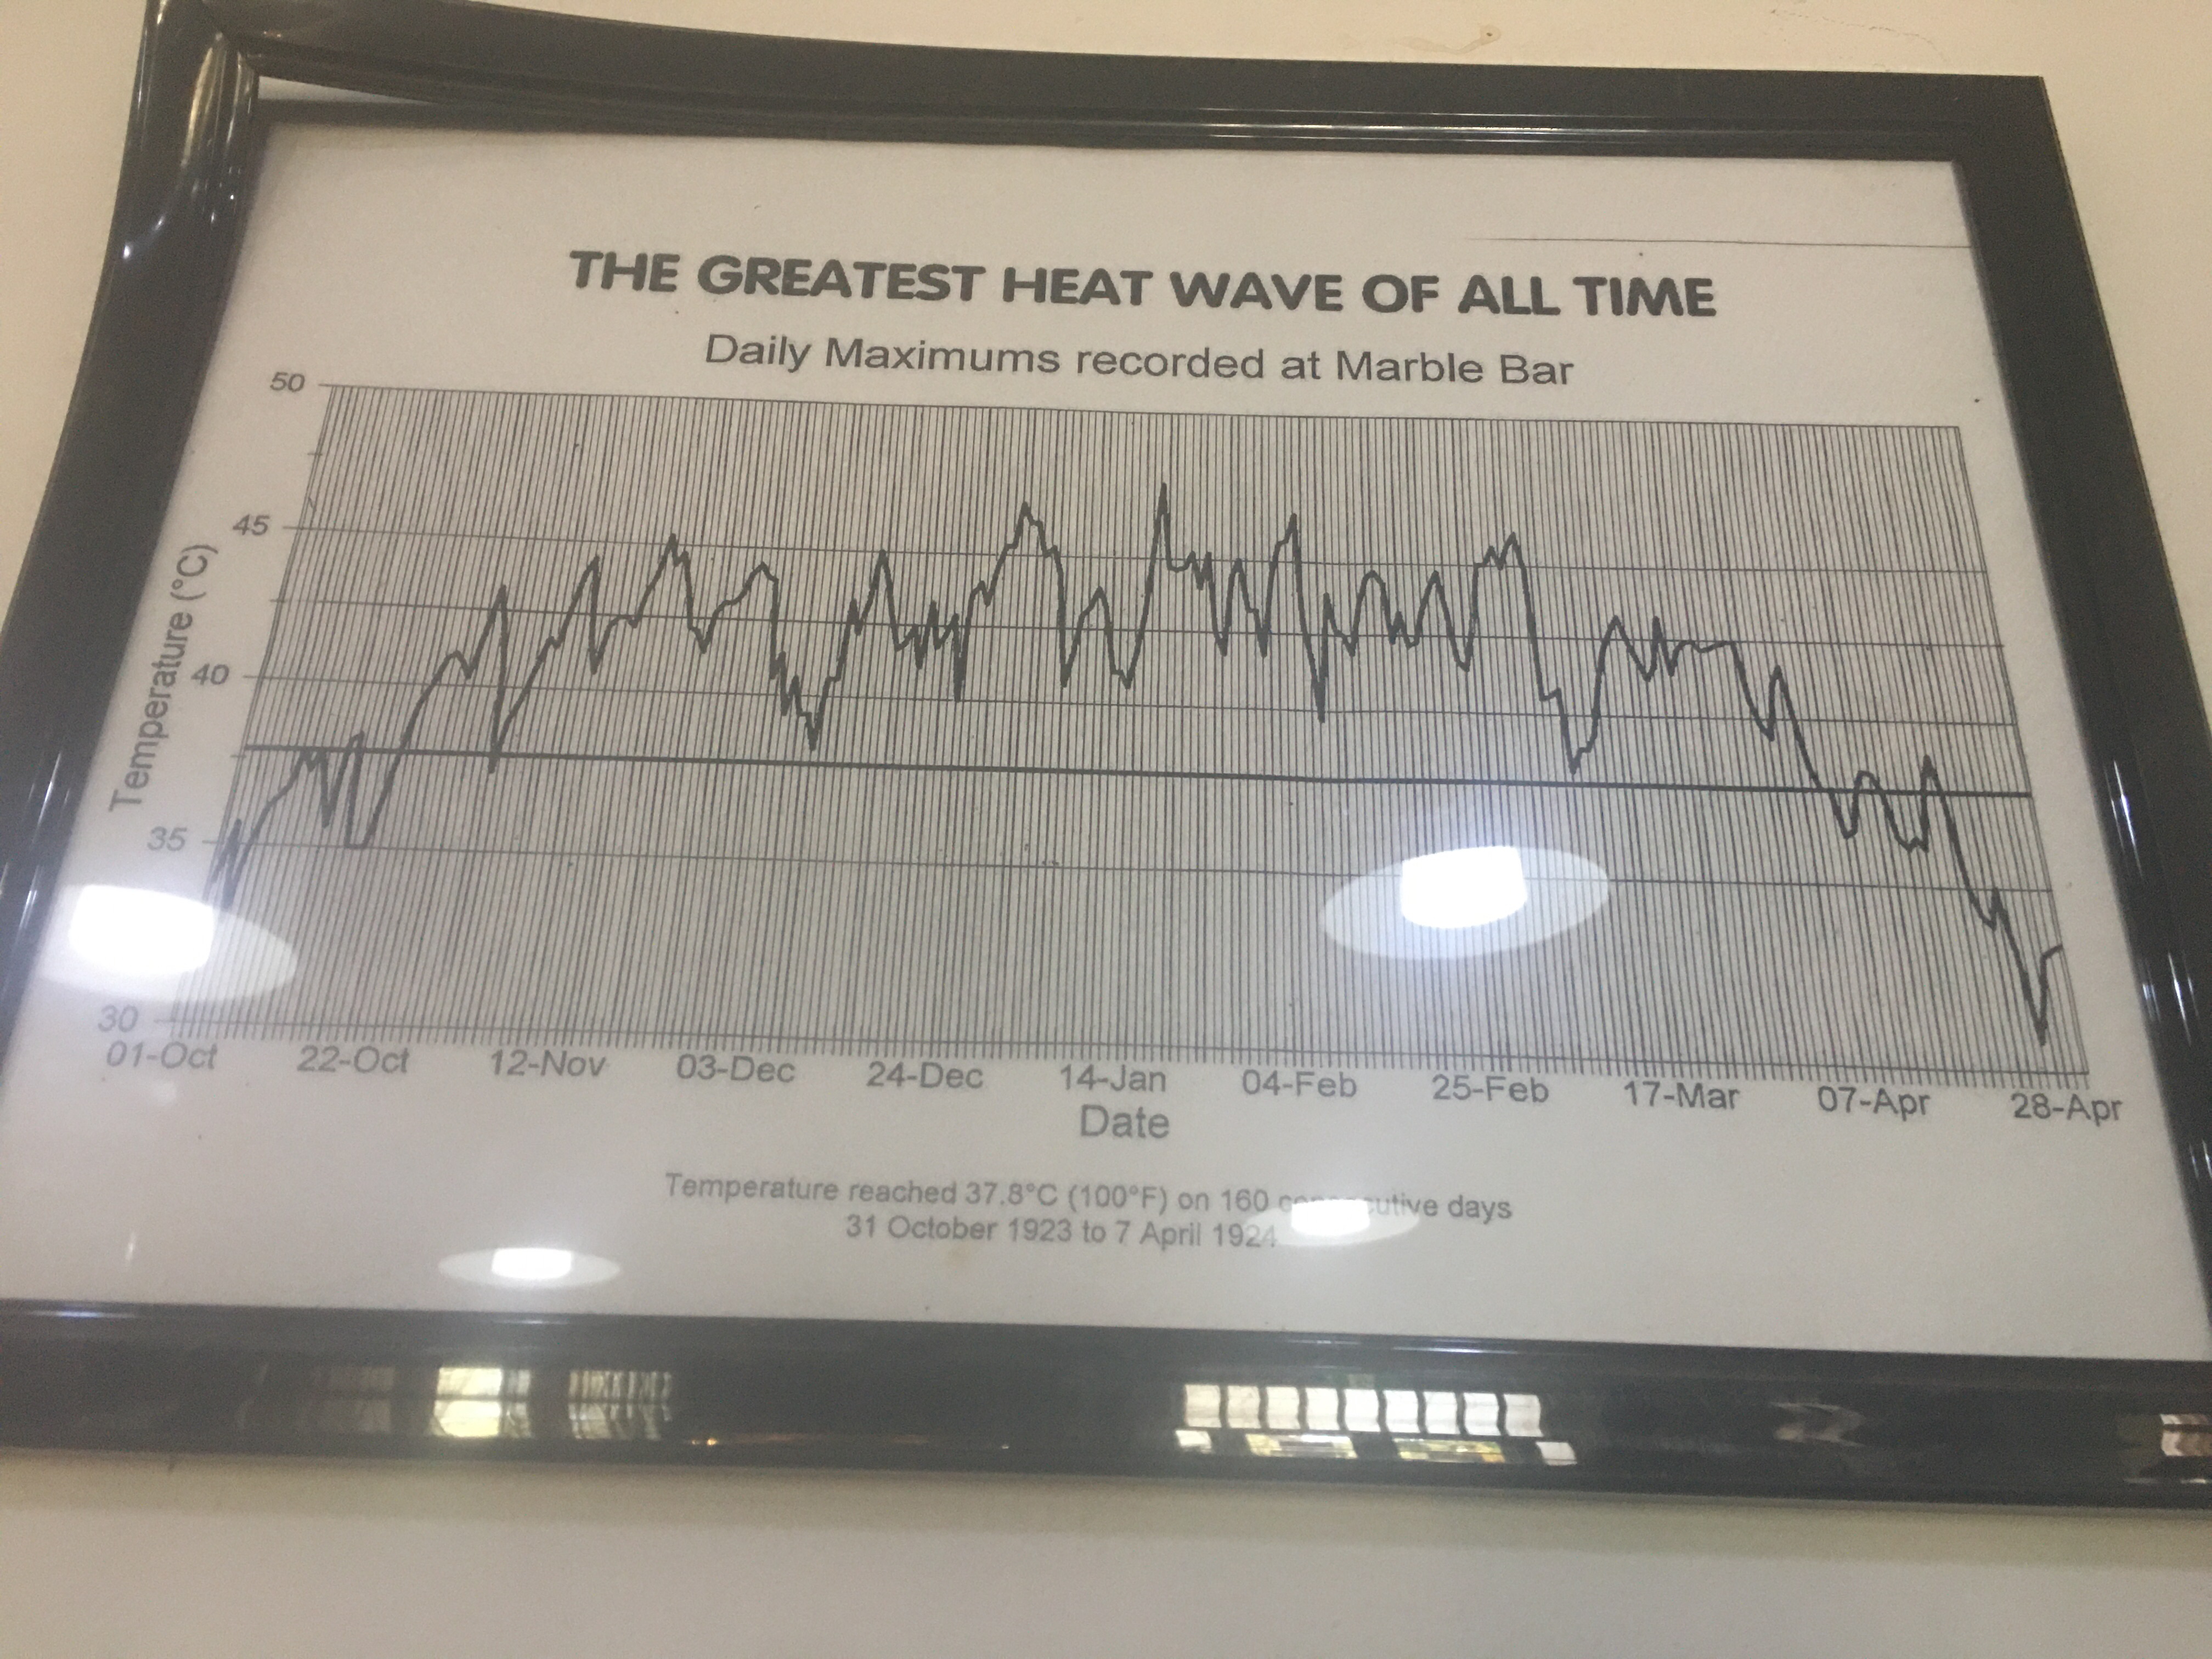 THE GREATEST HEAT WAVE OF ALL TIME
Daily Maximums recorded at Marble Bar
50
45
40
35
30
Temperature (°C)
01-Oct 22-Oct 12-Nov 03-Dec 24-Dec 14-Jan 04-Feb 25-Feb 17-Mar 07-Apr 28-Apr
Date
Temperature reached 37.8°C (100°F) on 160 consecutive days
31 October 1923 to 7 April 1924